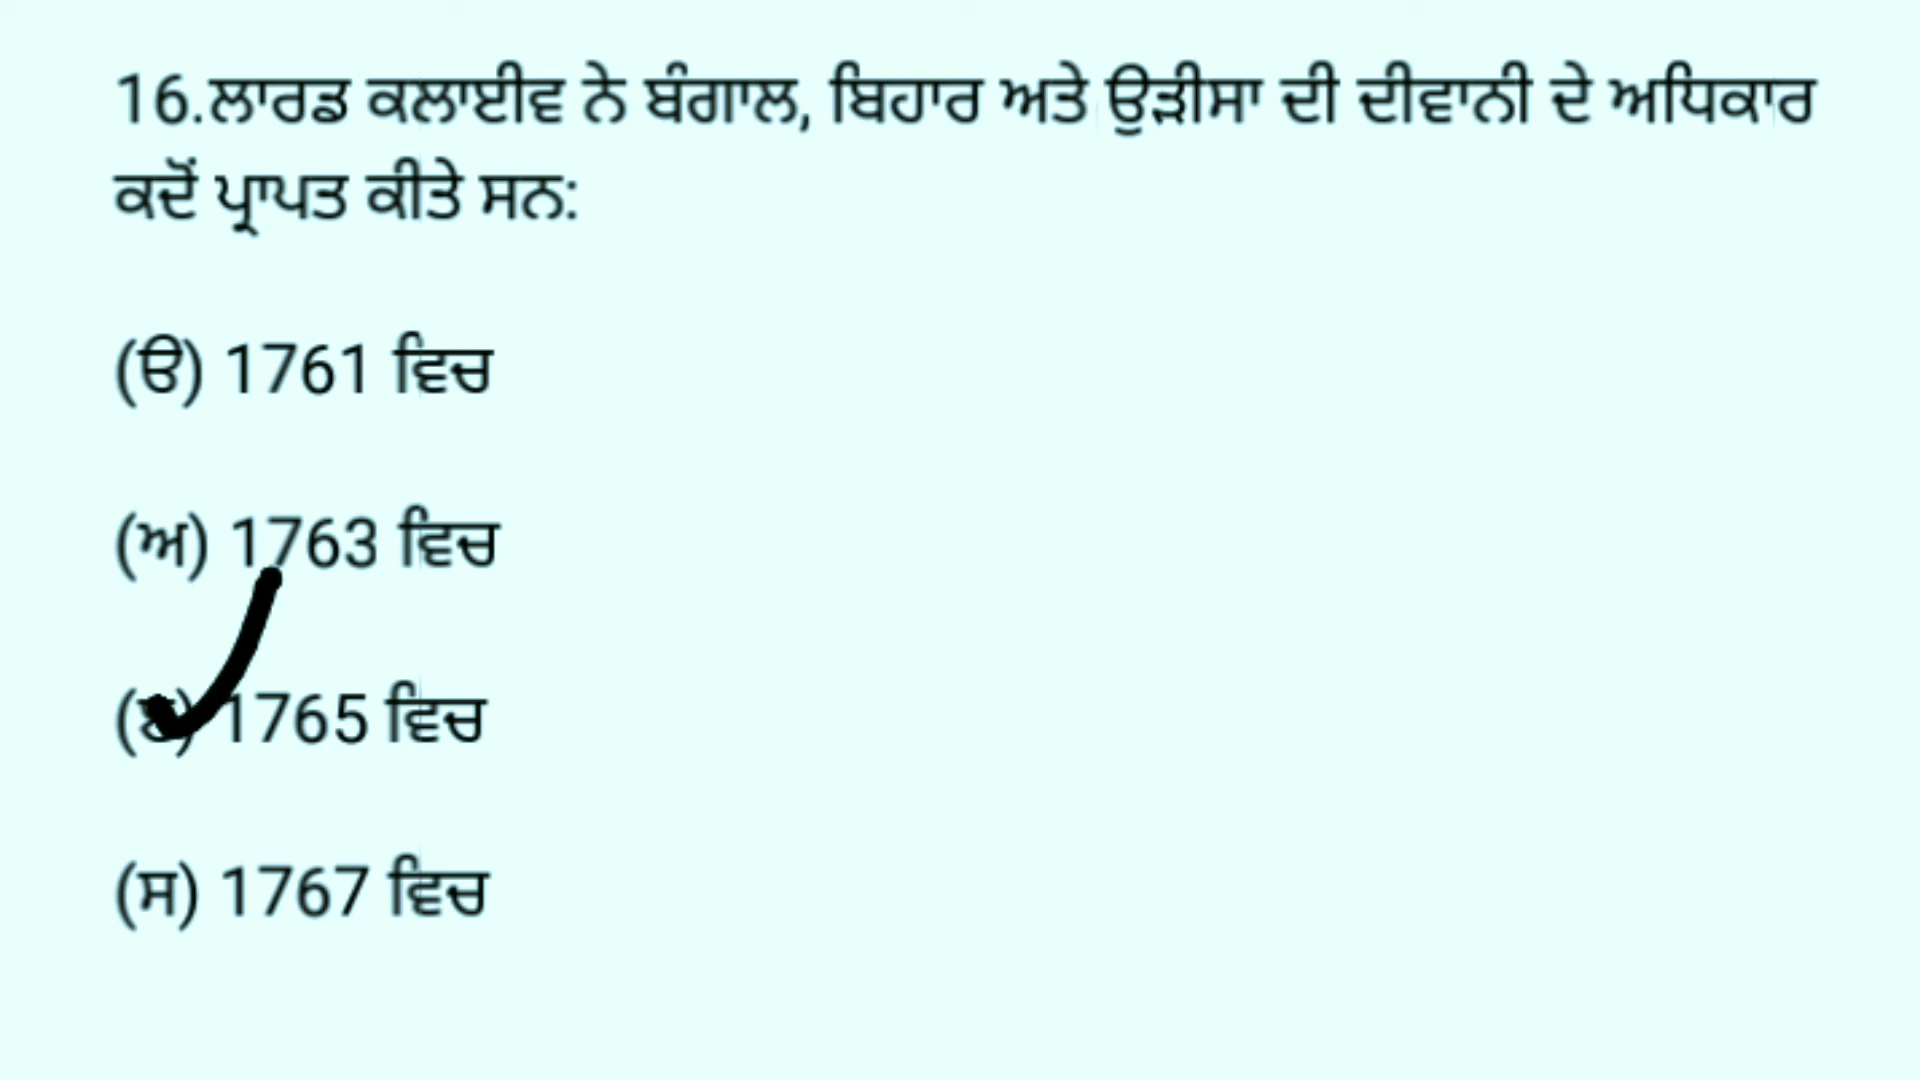 16.ਲਾਰਡ ਕਲਾਈਵ ਨੇ ਬੰਗਾਲ, ਬਿਹਾਰ ਅਤੇ ਉੜੀਸਾ ਦੀ ਦੀਵਾਨੀ ਦੇ ਅਧਿਕਾਰ
ਕਦੋਂ ਪ੍ਰਾਪਤ ਕੀਤੇ ਸਨ:
(ੳ) 1761 ਵਿਚ
(ਅ) 1763 ਵਿਚ
(ੲ) 1765 ਵਿਚ
(ਸ) 1767 ਵਿਚ